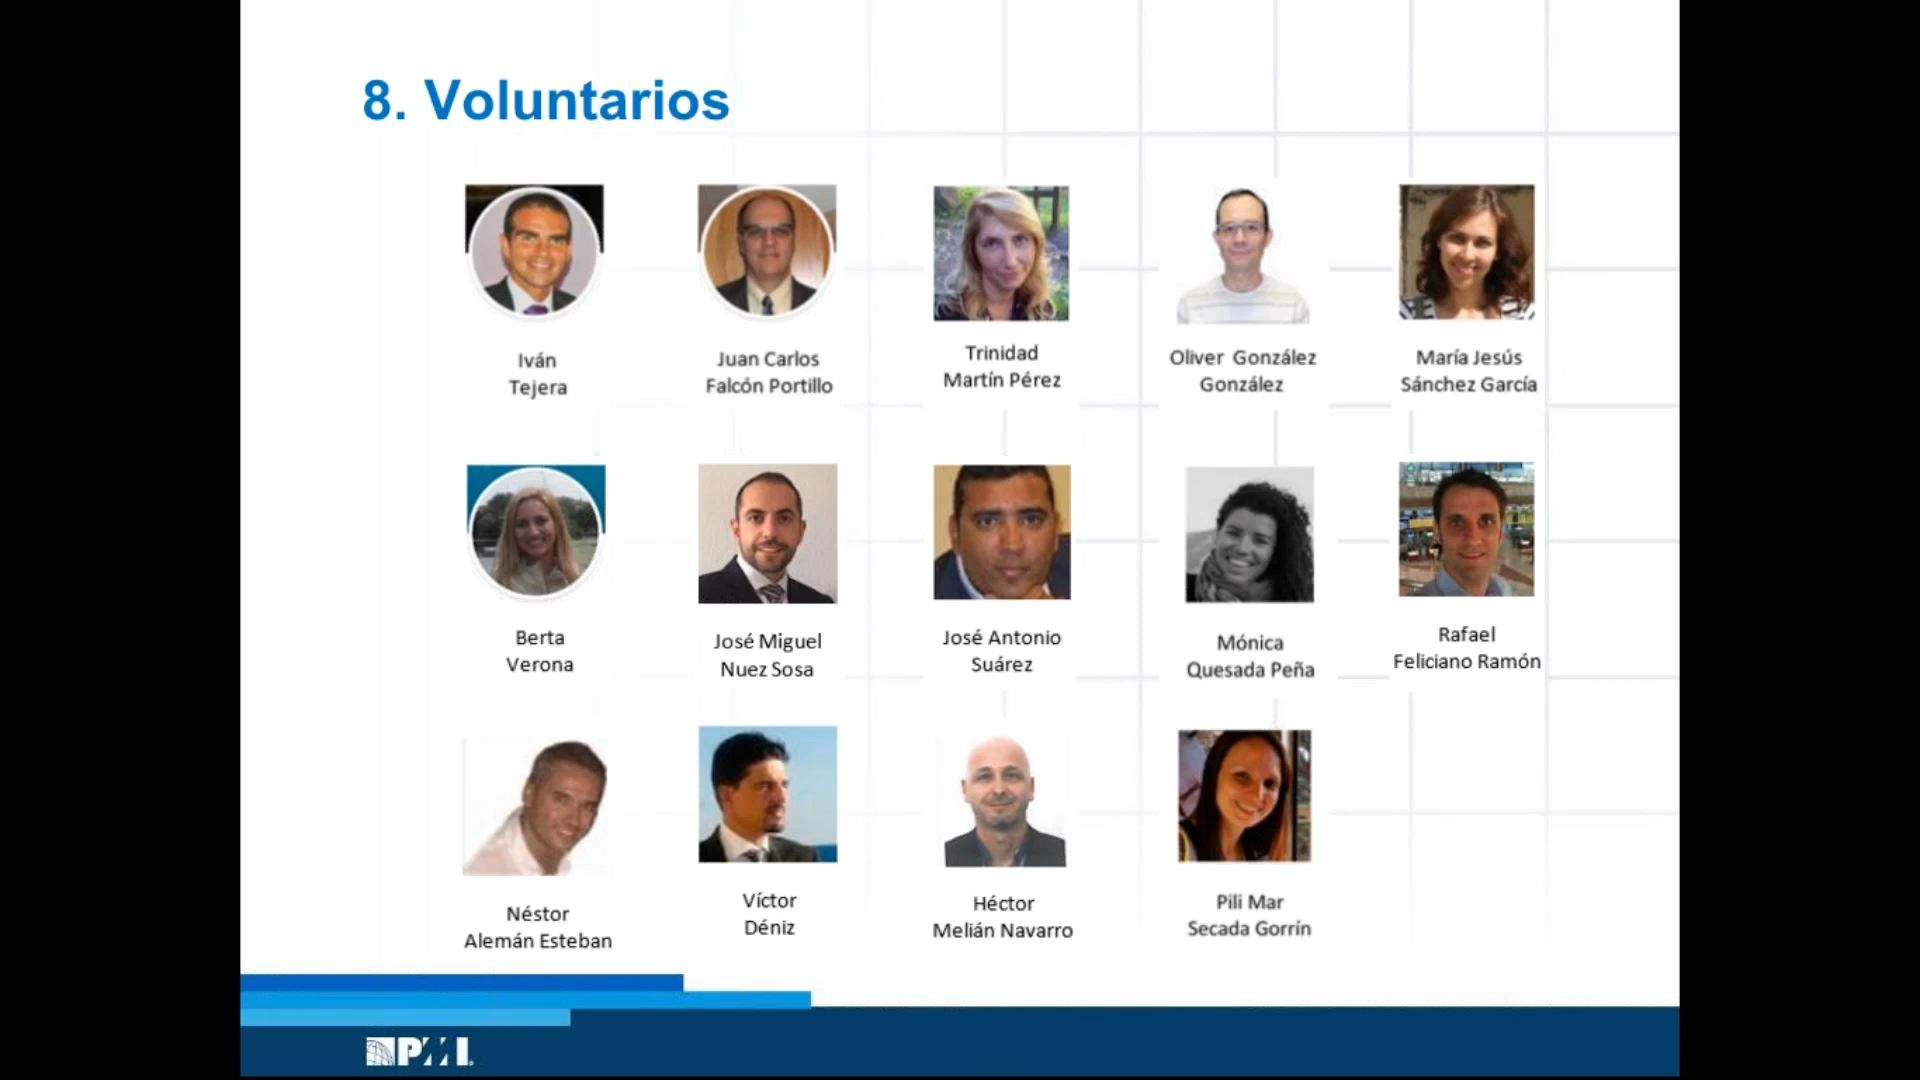 8. Voluntarios
Iván
Tejera
Juan Carlos
Falcón Portillo
Trinidad
Martín Pérez
Oliver González
González
María Jesús
Sánchez García
Berta
Verona
José Miguel
Nuez Sosa
José Antonio
Suárez
Mónica
Quesada Peña
Rafael
Feliciano Ramón
Néstor
Alemán Esteban
Víctor
Déniz
Héctor
Melián Navarro
Pili Mar
Secada Gorrín
PMI